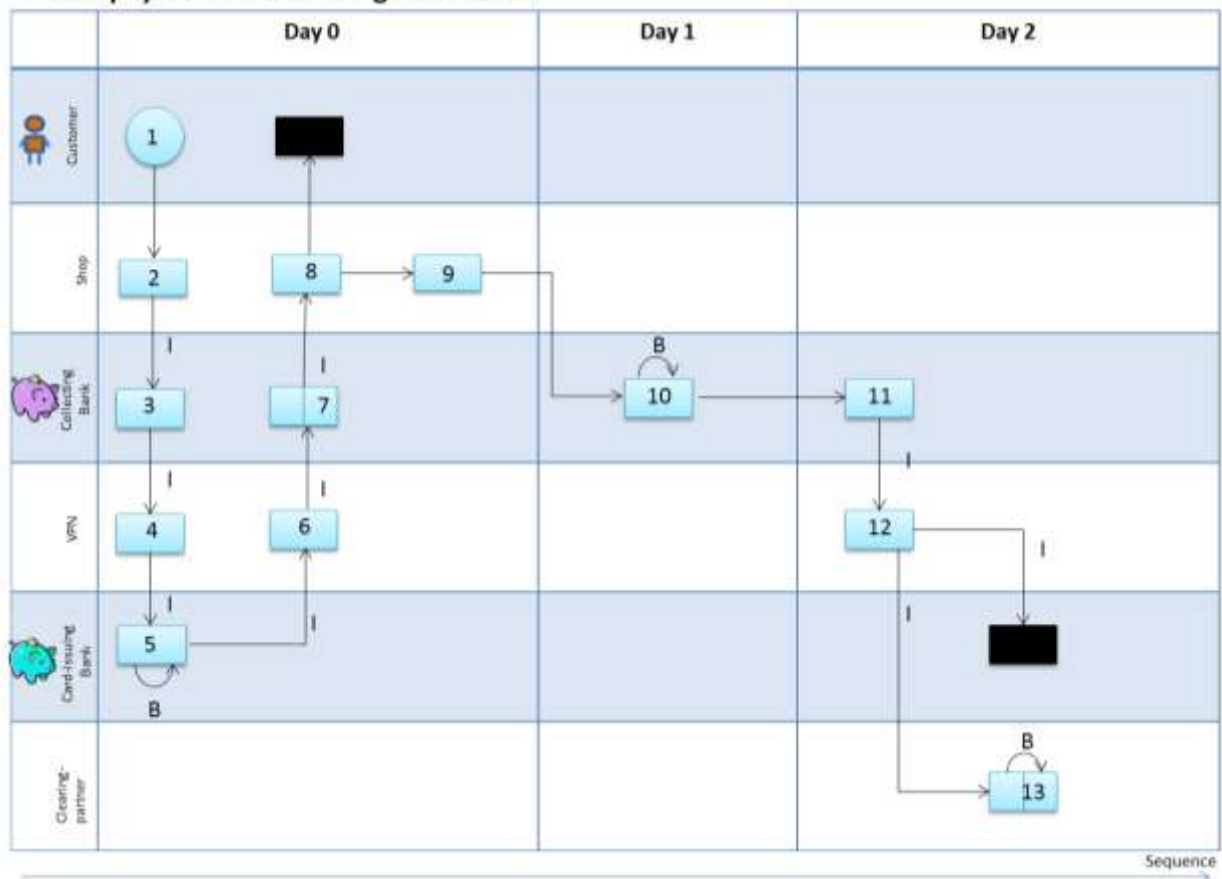 Day 0 Day 1 Day 2
Customer
1
Shop
2 8 9
I I B
Collecting
Bank
3 7 10 11
I I I
VPN
4 6 12
I I I I
Card-Issuing
Bank
5
B
B
Clearing-
partner
13
Sequence